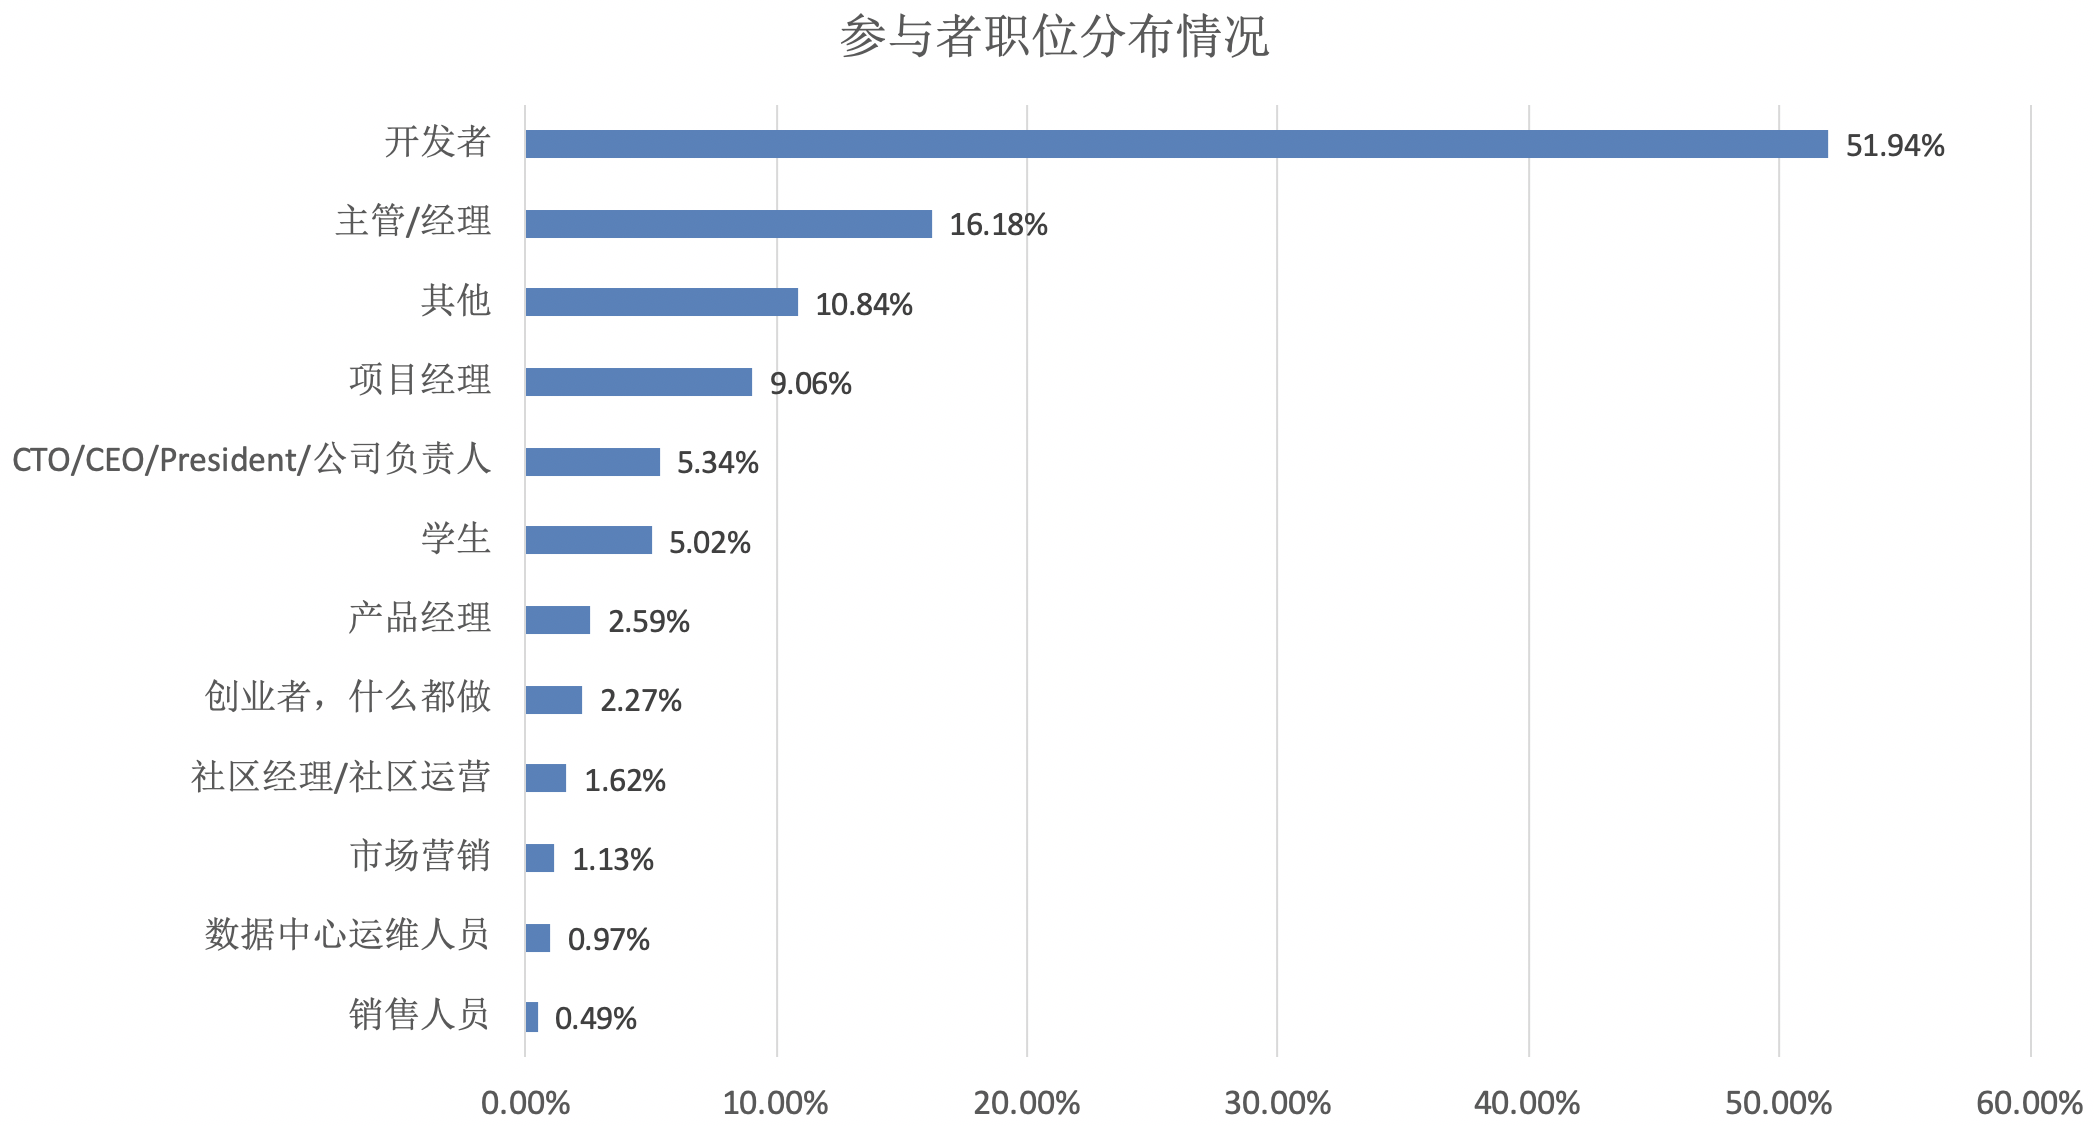 参与者职位分布情况
开发者 51.94%
主管/经理 16.18%
其他 10.84%
项目经理 9.06%
CTO/CEO/President/公司负责人 5.34%
学生 5.02%
产品经理 2.59%
创业者，什么都做 2.27%
社区经理/社区运营 1.62%
市场营销 1.13%
数据中心运维人员 0.97%
销售人员 0.49%
0.00% 10.00% 20.00% 30.00% 40.00% 50.00% 60.00%